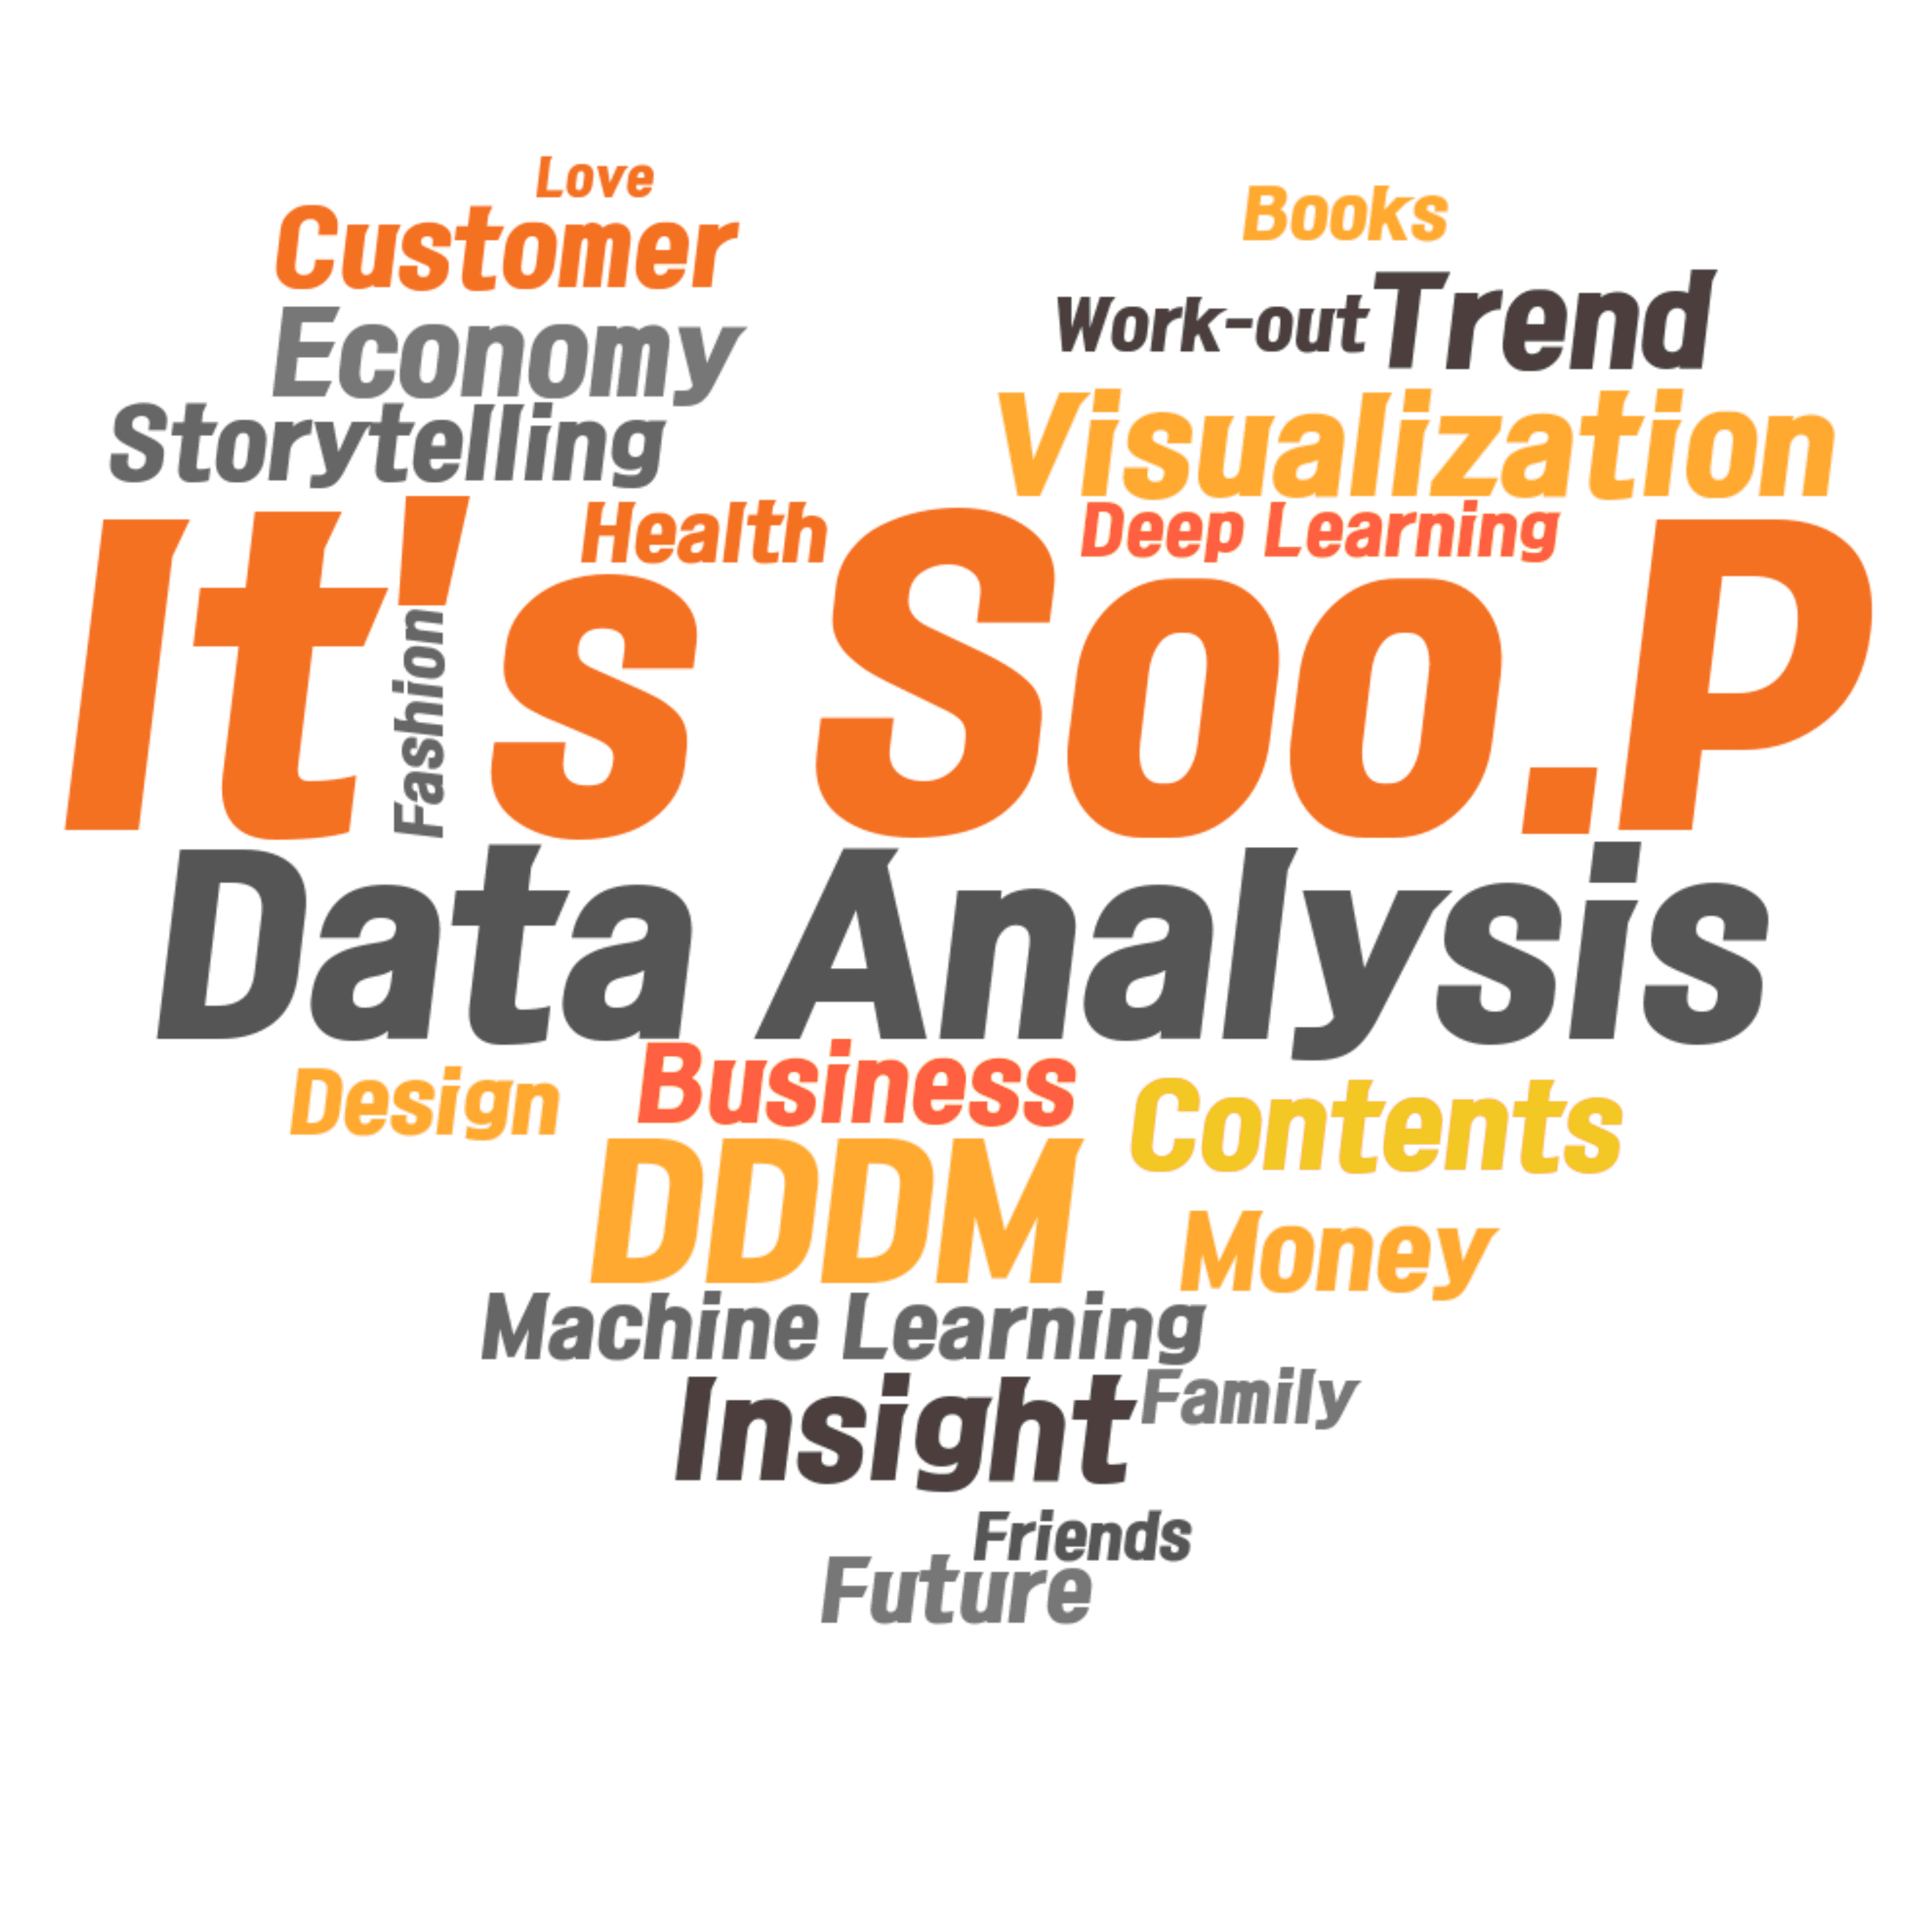 Love
Customer
Books
Economy
Work-out
Trend
Storytelling
Visualization
Health
Deep Learning
It's Soo.P
Fashion
Data Analysis
Design
Business
Contents
DDDM
Money
Machine Learning
Insight
Family
Friends
Future